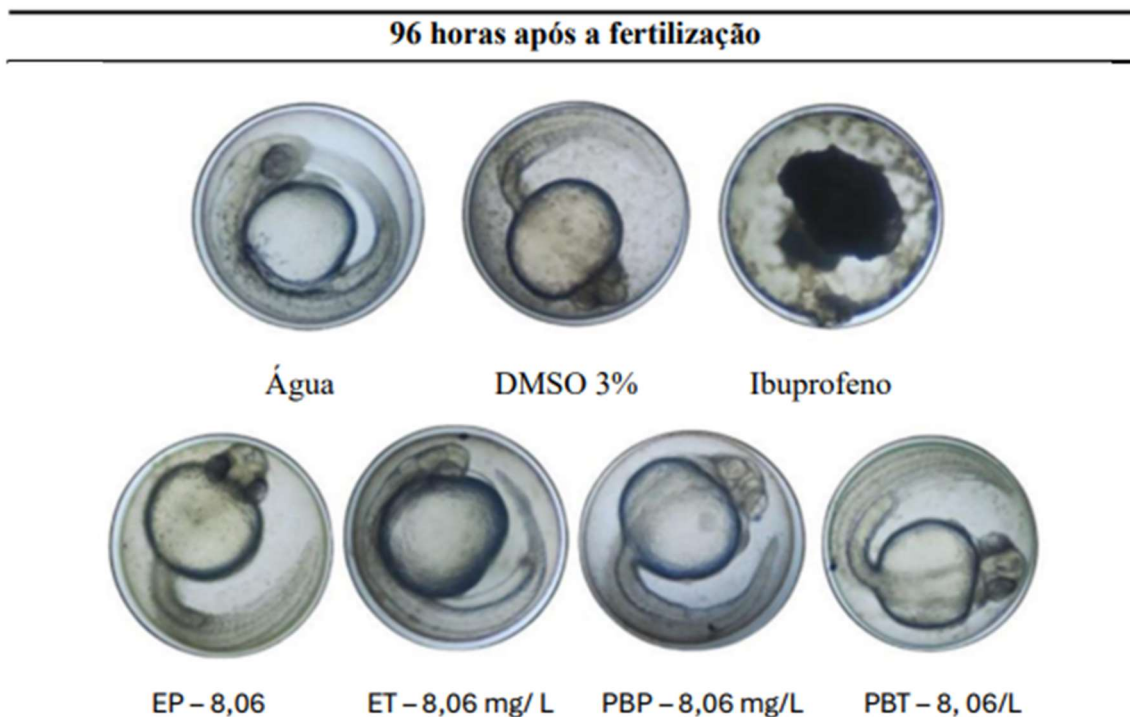 96 horas após a fertilização
Água DMSO 3% Ibuprofeno
EP – 8,06 ET – 8,06 mg/ L PBP – 8,06 mg/L PBT – 8, 06/L